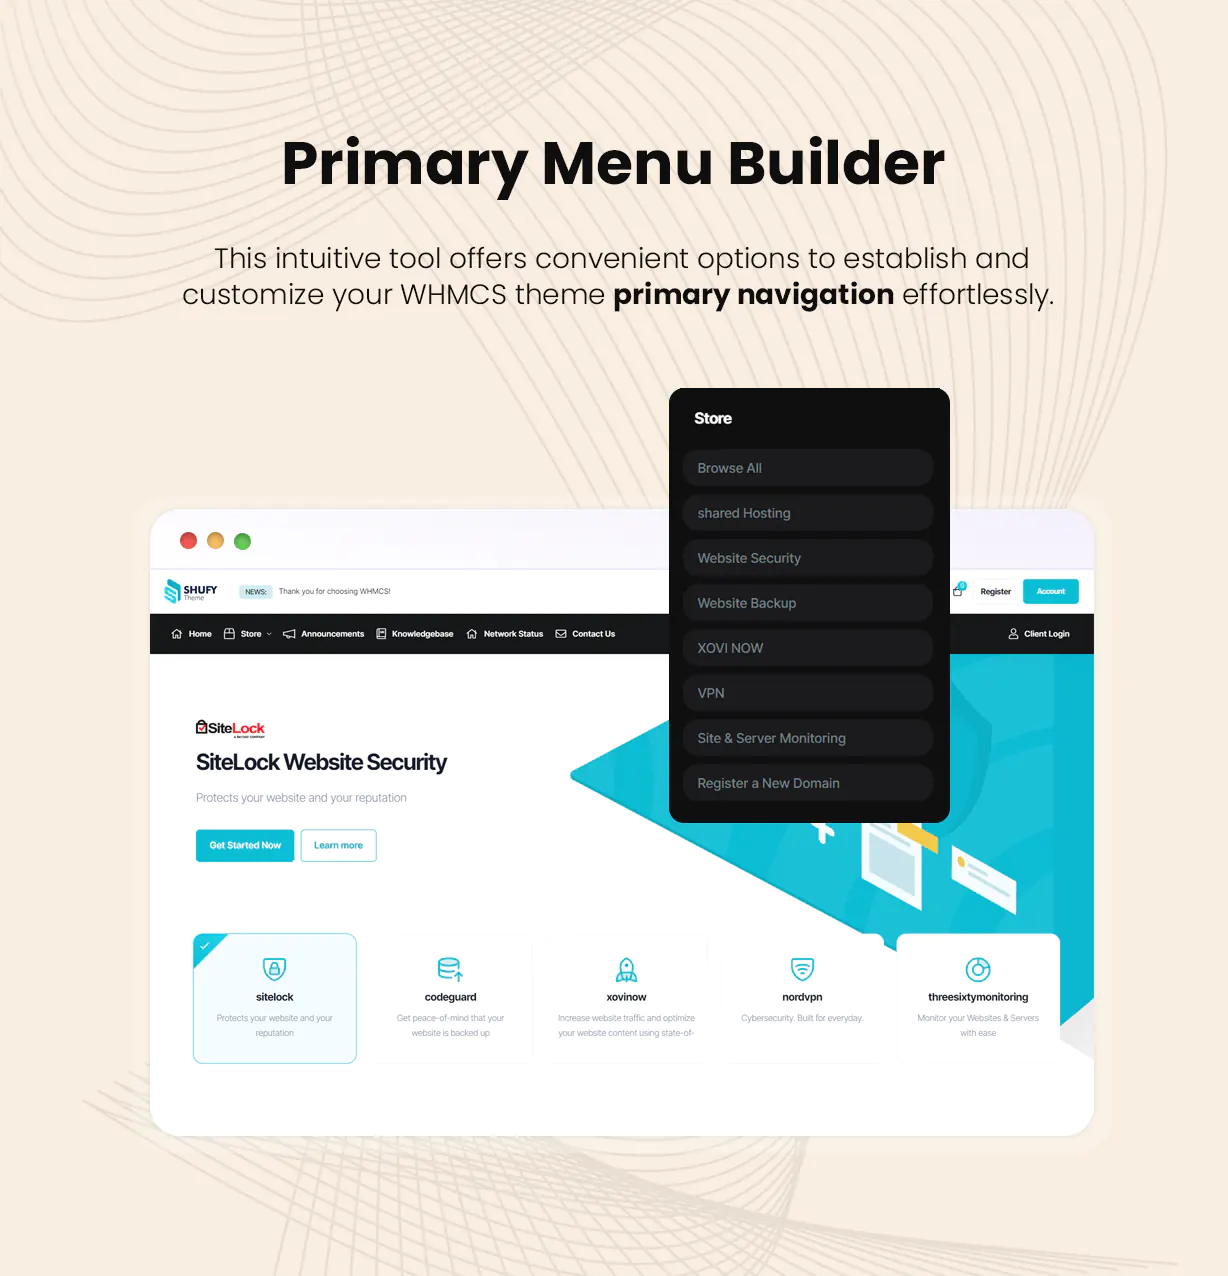 Primary Menu Builder
This intuitive tool offers convenient options to establish and
customize your WHMCS theme primary navigation effortlessly.
Store
Browse All
shared Hosting
Website Security
Website Backup
XOVI NOW
VPN
Site & Server Monitoring
Register a New Domain
SHUFY
Theme
NEWS:
Thank you for choosing WHMCS!
0
Register
Account
Home
Store
Announcements
Knowledgebase
Network Status
Contact Us
Client Login
SiteLock
SiteLock Website Security
Protects your website and your reputation
Get Started Now
Learn more
sitelock
Protects your website and your
reputation
codeguard
Get peace-of-mind that your
website is backed up
xovinow
Increase website traffic and optimize
your website content using state-of-
nordvpn
Cybersecurity. Built for everyday.
threesixtymonitoring
Monitor your Websites & Servers
with ease